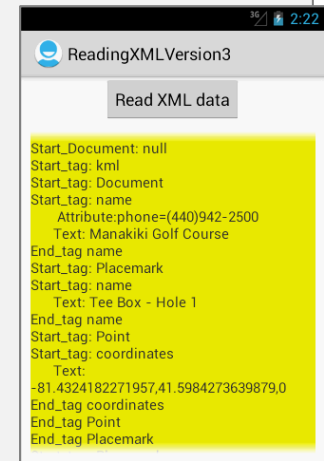 3G 2:22
ReadingXMLVersion3
Read XML data
Start_Document: null
Start_tag: kml
Start_tag: Document
Start_tag: name
Attribute:phone=(440)942-2500
Text: Manakiki Golf Course
End_tag name
Start_tag: Placemark
Start_tag: name
Text: Tee Box - Hole 1
End_tag name
Start_tag: Point
Start_tag: coordinates
Text:
-81.4324182271957,41.5984273639879,0
End_tag coordinates
End_tag Point
End_tag Placemark